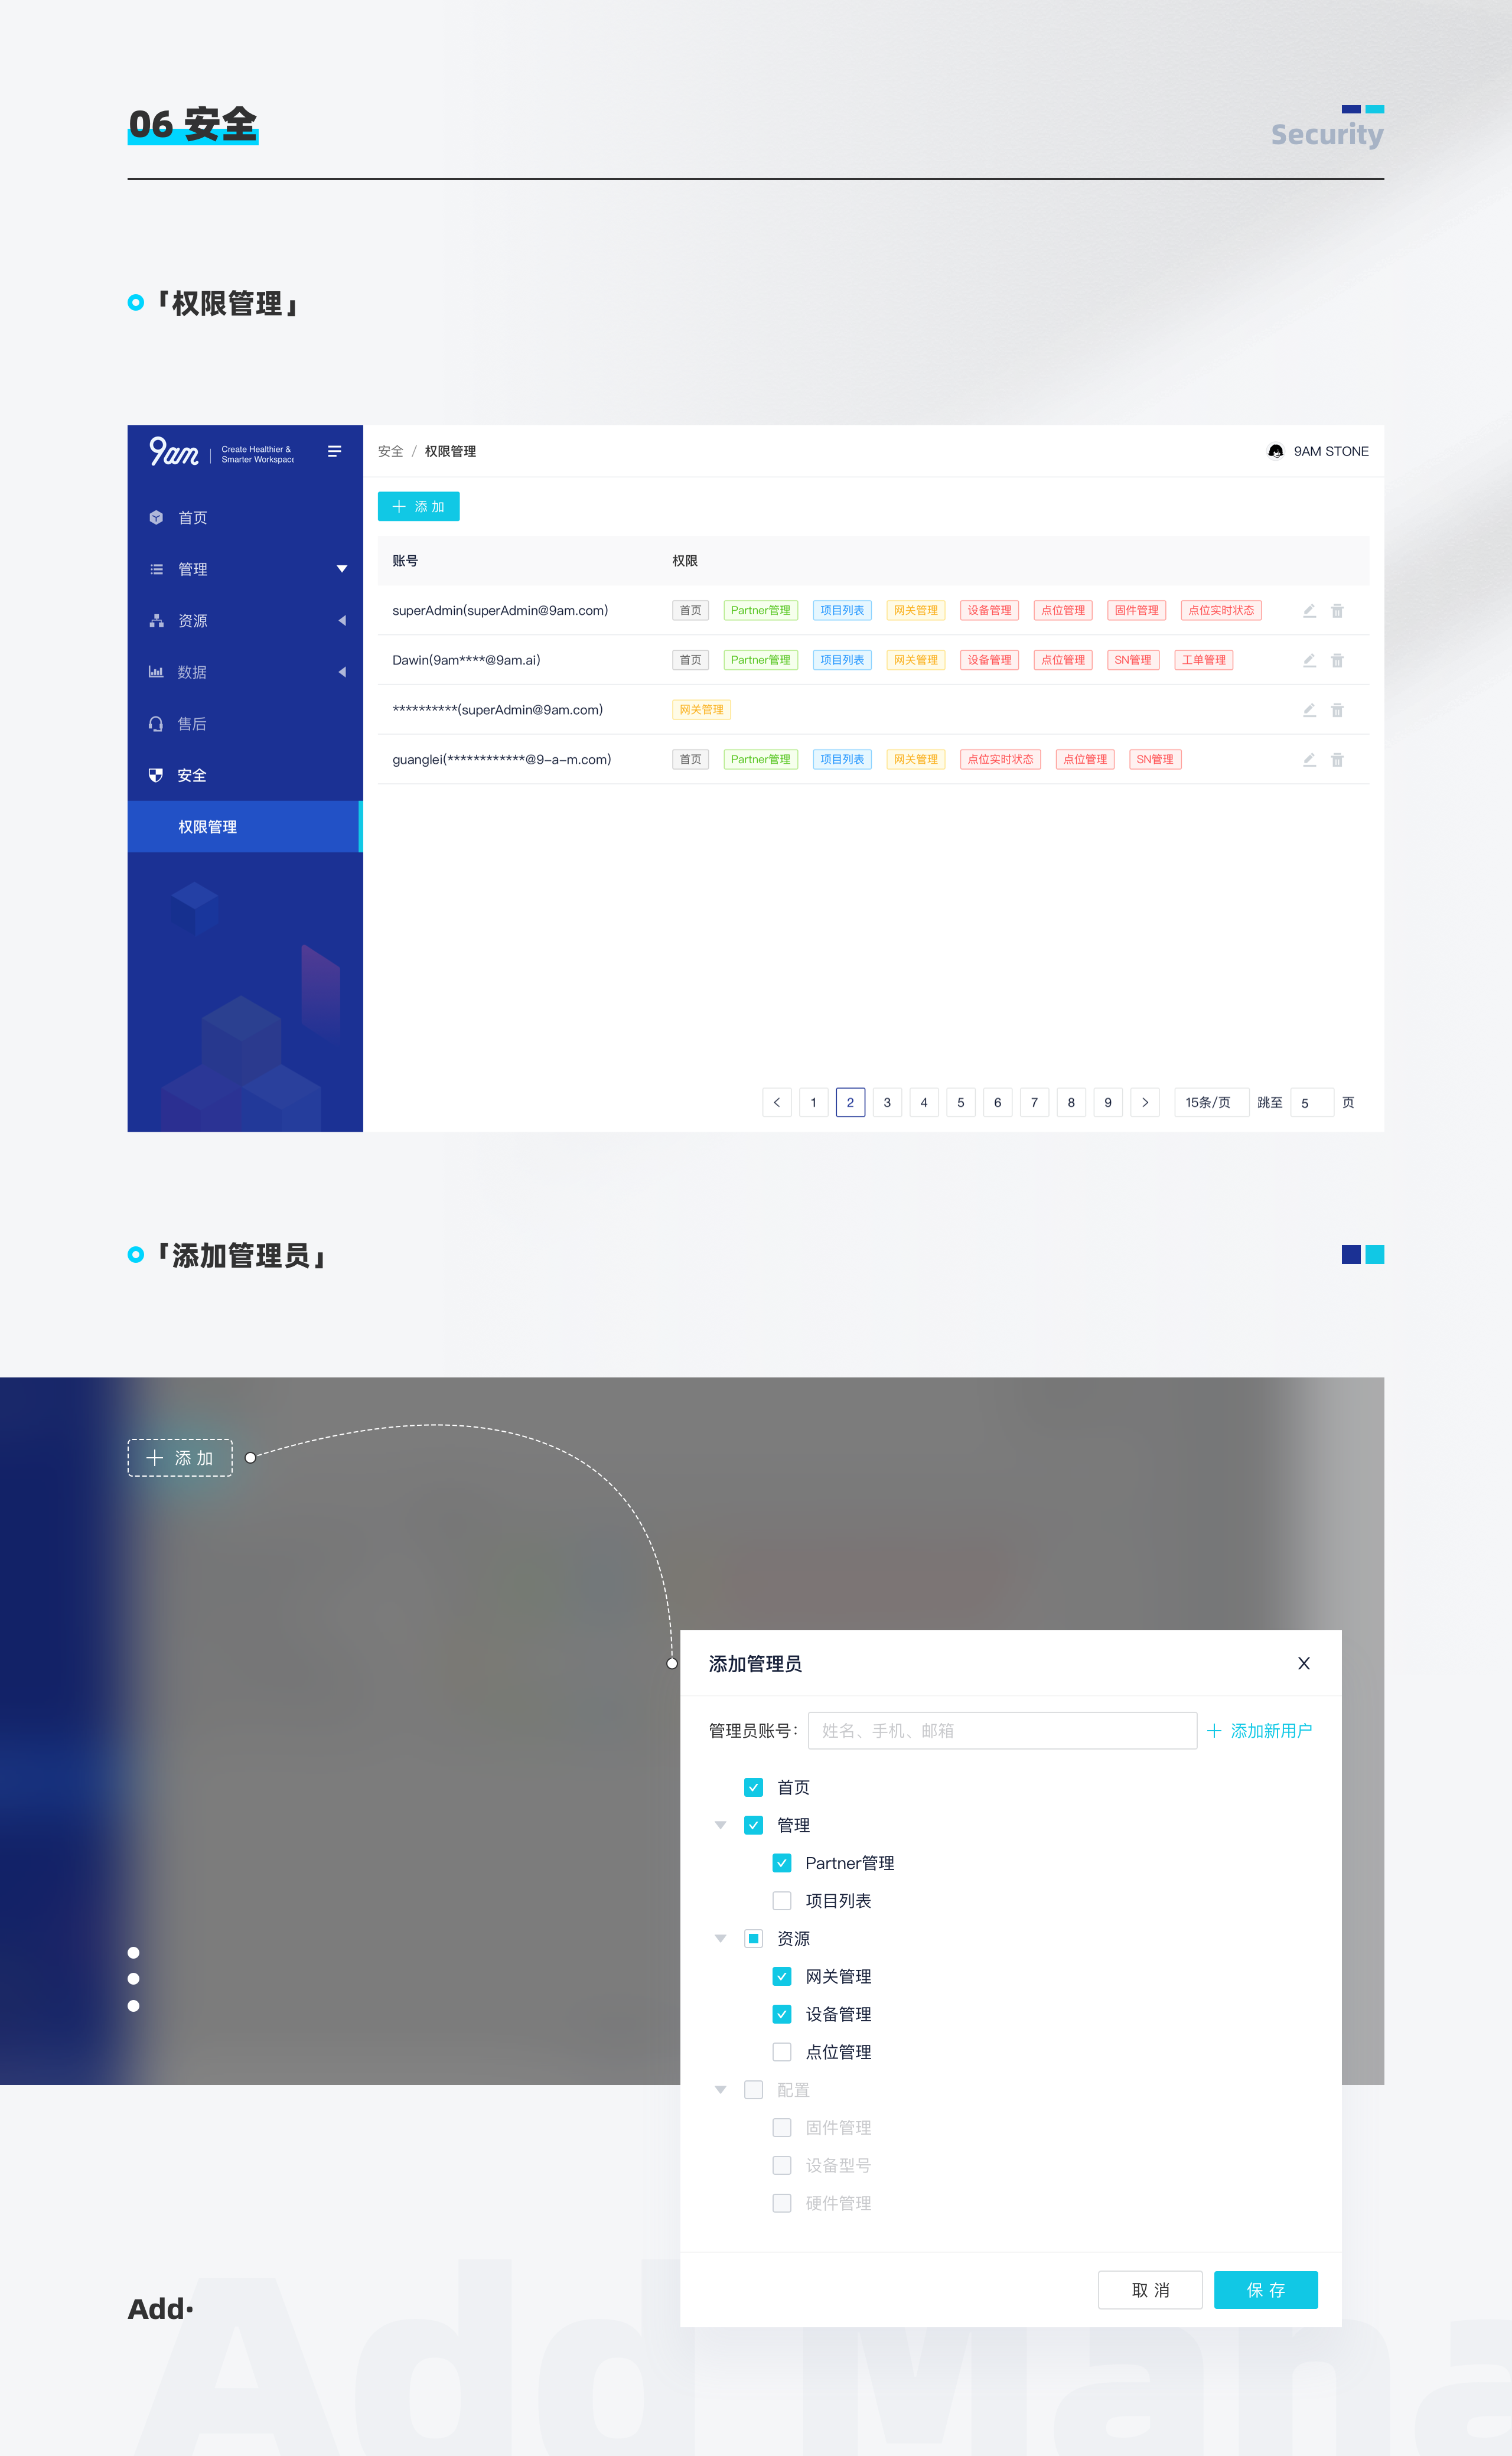 06 安全
Security
「权限管理」
9am
Create Healthier &
Smarter Workspace
安全 / 权限管理
9AM STONE
首页
管理
资源
数据
售后
安全
权限管理
添加
账号 权限
superAdmin(superAdmin@9am.com) 首页 Partner管理 项目列表 网关管理 设备管理 点位管理 固件管理 点位实时状态
Dawin(9am****@9am.ai) 首页 Partner管理 项目列表 网关管理 设备管理 点位管理 SN管理 工单管理
**********(superAdmin@9am.com) 网关管理
guanglei(************@9-a-m.com) 首页 Partner管理 项目列表 网关管理 点位实时状态 点位管理 SN管理
< 1 2 3 4 5 6 7 8 9 > 15条/页 跳至 5 页
「添加管理员」
添加
添加管理员 X
管理员账号: 姓名、手机、邮箱 添加新用户
首页
管理
Partner管理
项目列表
资源
网关管理
设备管理
点位管理
配置
固件管理
设备型号
硬件管理
取消 保存
Add·
Add Mana